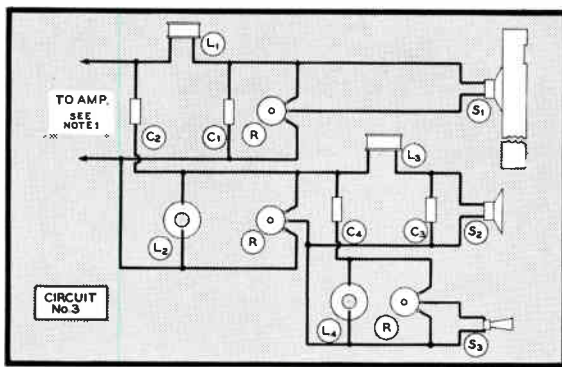 L1
TO AMP.
SEE
NOTE 1
C2
C1
R
S1
L3
L2
R
C4
C3
S2
CIRCUIT
No.3
L4
R
S3